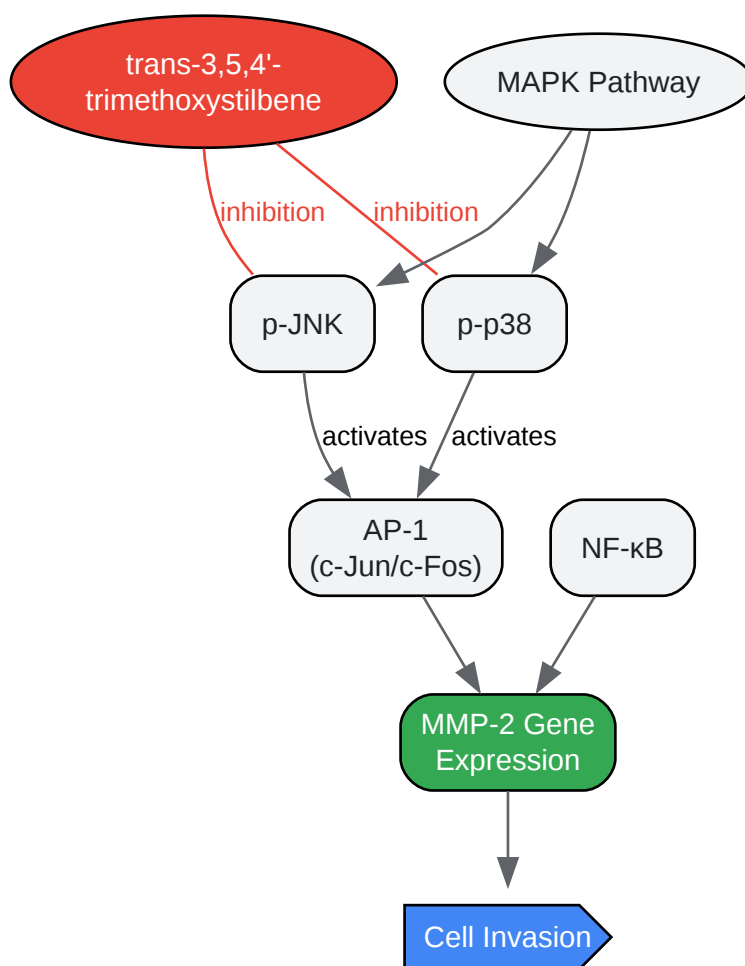 trans-3,5,4'-
trimethoxystilbene
MAPK Pathway
inhibition
inhibition
p-JNK
p-p38
activates
activates
AP-1
(c-Jun/c-Fos)
NF-κB
MMP-2 Gene
Expression
Cell Invasion